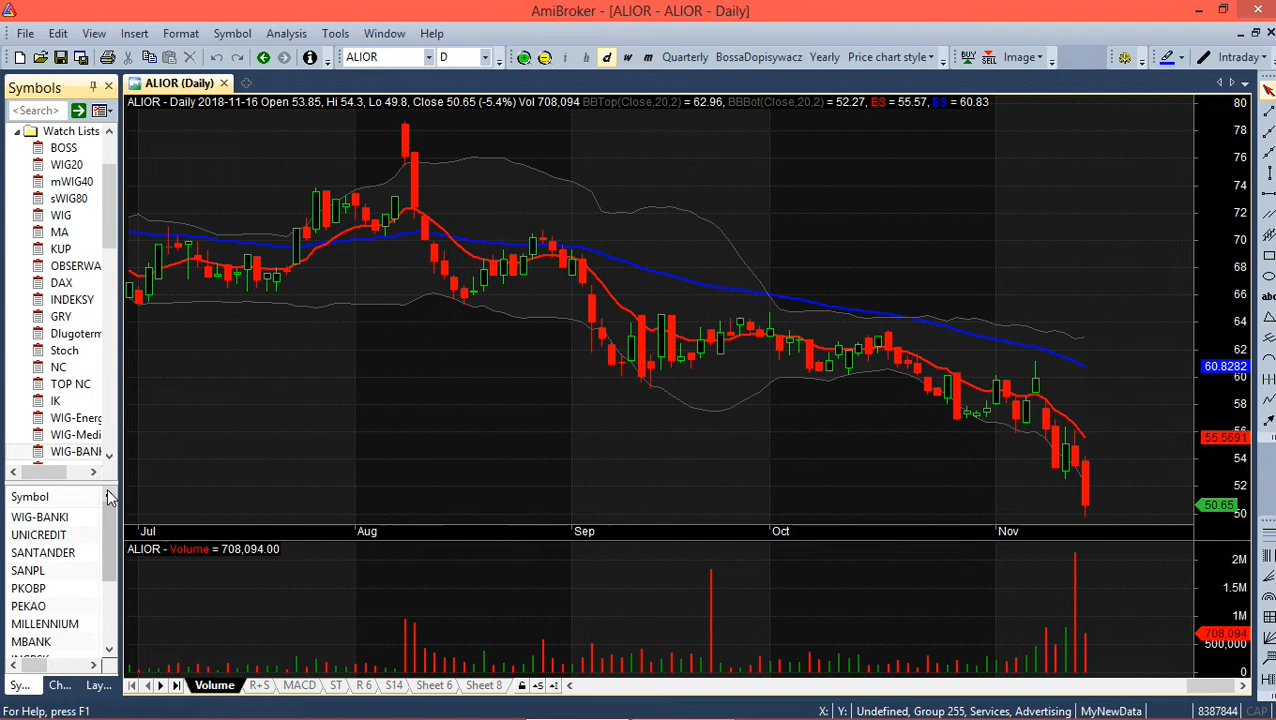 AmiBroker - [ALIOR - ALIOR - Daily]
File Edit View Insert Format Symbol Analysis Tools Window Help
ALIOR D i h d w m Quarterly BossaDopisywacz Yearly Price chart style BUY SELL Image Intraday
Symbols
ALIOR (Daily)
<Search>
ALIOR - Daily 2018-11-16 Open 53.85, Hi 54.3, Lo 49.8, Close 50.65 (-5.4%) Vol 708,094 BBTop(Close,20,2) = 62.96, BBBot(Close,20,2) = 52.27, ES = 55.57, ES = 60.83
Watch Lists
BOSS
WIG20
mWIG40
sWIG80
WIG
MA
KUP
OBSERWA
DAX
INDEKSY
GRY
Dlugoterm
Stoch
NC
TOP NC
IK
WIG-Energ
WIG-Medi
WIG-BANK
80
78
76
74
72
70
68
66
64
62
60.8282
60
58
56
55.5691
54
52
50.65
50
Jul Aug Sep Oct Nov
Symbol
WIG-BANKI
UNICREDIT
SANTANDER
SANPL
PKOBP
PEKAO
MILLENNIUM
MBANK
ALIOR - Volume = 708,094.00
2M
1.5M
1M
708,094
500,000
0
Sy... Ch... Lay...
Volume R+S MACD ST R 6 S14 Sheet 6 Sheet 8
For Help, press F1
X: Y: Undefined, Group 255, Services, Advertising MyNewData 8387844 CAP